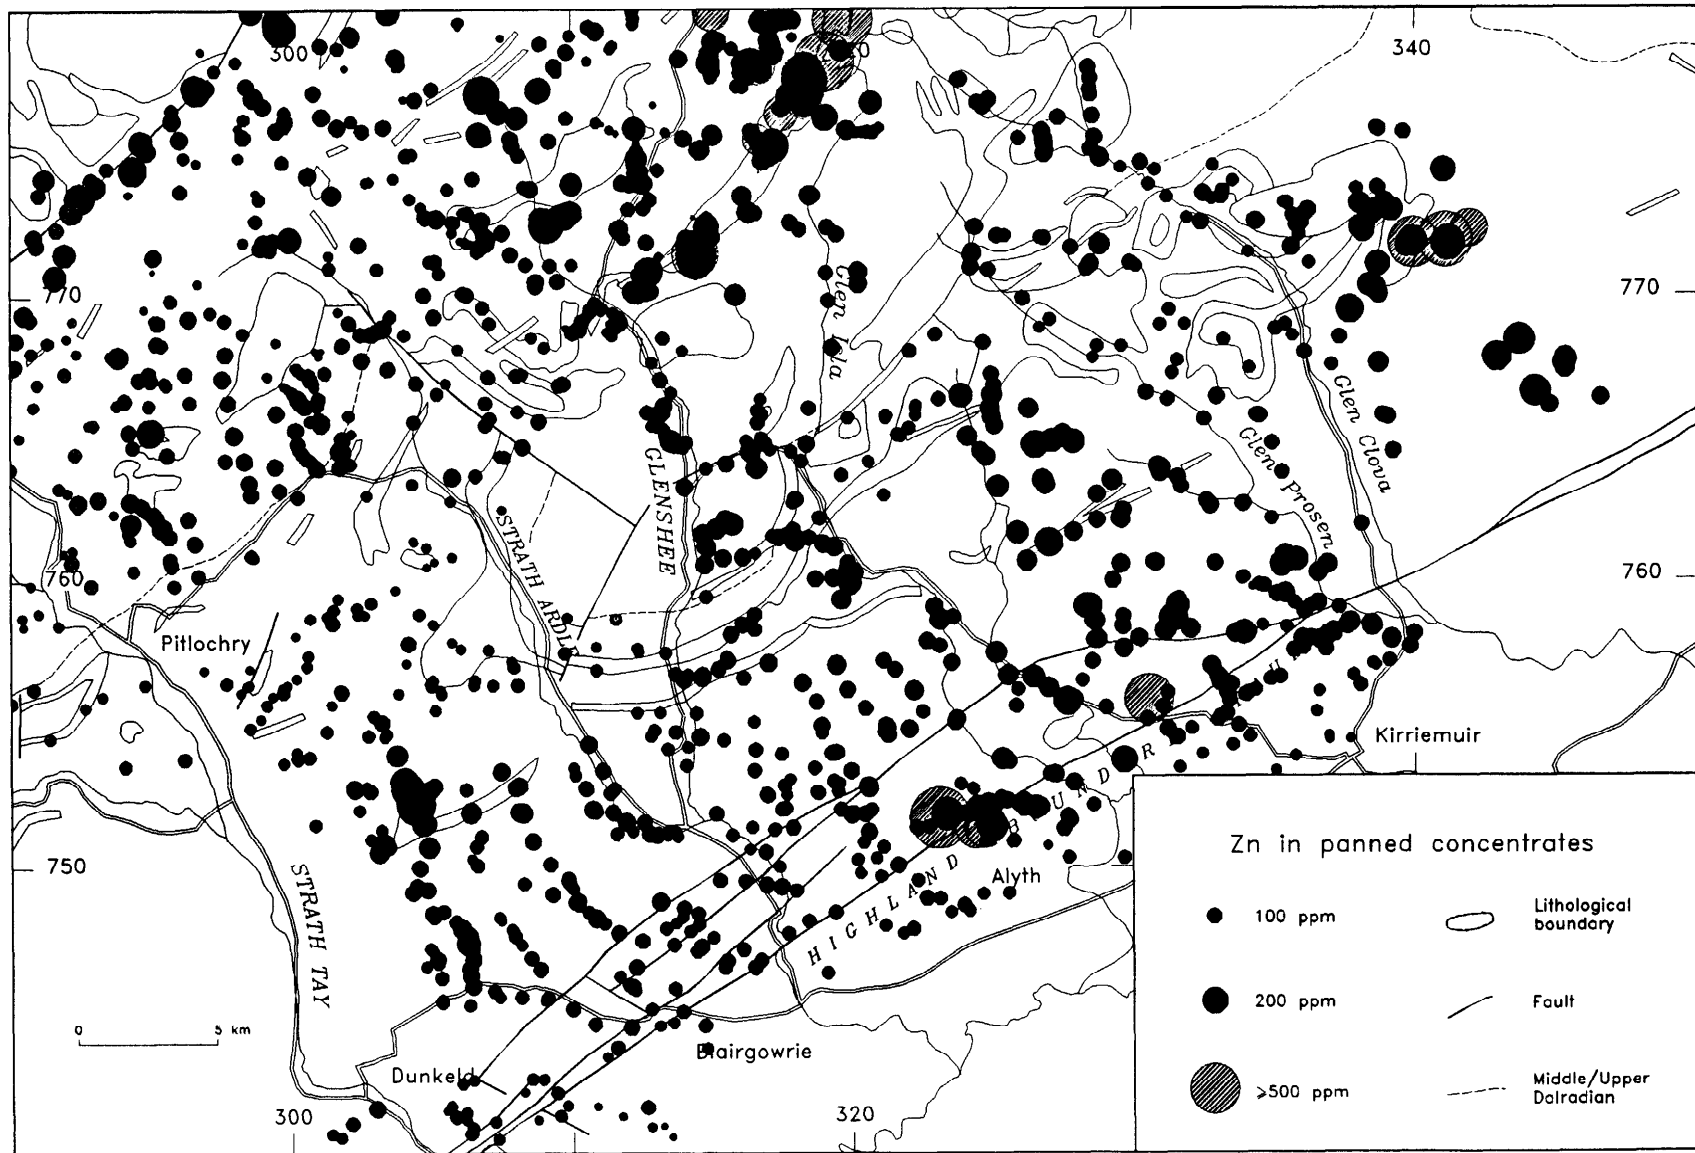 300
340
770
770
Glen Isla
Glen Clova
Glen Prosen
GLENSHEE
STRATH ARDLE
760
760
Pitlochry
Kirriemuir
HIGHLAND BOUNDARY
750
Alyth
STRATH TAY
0 5 km
Blairgowrie
Dunkeld
300
320
Zn in panned concentrates
100 ppm
200 ppm
≥500 ppm
Lithological
boundary
Fault
Middle/Upper
Dalradian